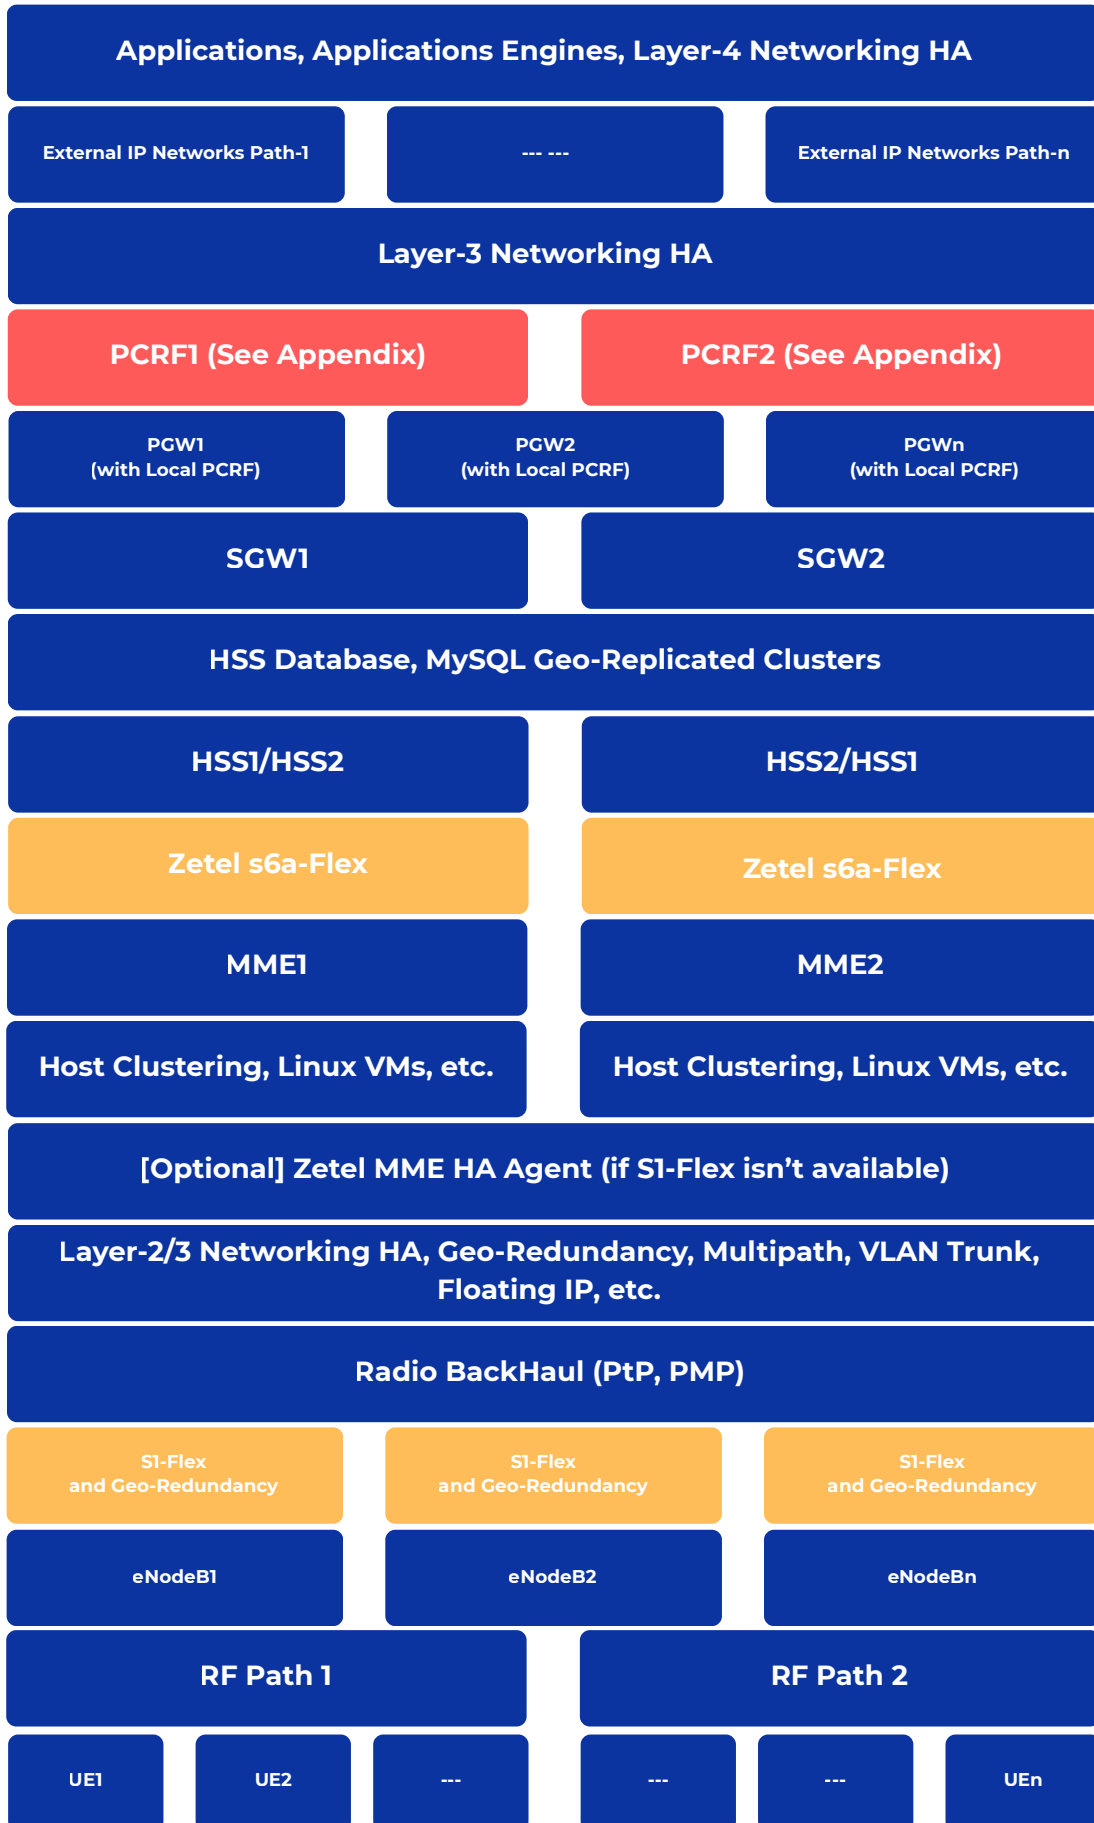 Applications, Applications Engines, Layer-4 Networking HA
External IP Networks Path-1
--- ---
External IP Networks Path-n
Layer-3 Networking HA
PCRF1 (See Appendix)
PCRF2 (See Appendix)
PGW1
(with Local PCRF)
PGW2
(with Local PCRF)
PGWn
(with Local PCRF)
SGW1
SGW2
HSS Database, MySQL Geo-Replicated Clusters
HSS1/HSS2
HSS2/HSS1
Zetel s6a-Flex
Zetel s6a-Flex
MME1
MME2
Host Clustering, Linux VMs, etc.
Host Clustering, Linux VMs, etc.
[Optional] Zetel MME HA Agent (if S1-Flex isn’t available)
Layer-2/3 Networking HA, Geo-Redundancy, Multipath, VLAN Trunk,
Floating IP, etc.
Radio BackHaul (PtP, PMP)
S1-Flex
and Geo-Redundancy
S1-Flex
and Geo-Redundancy
S1-Flex
and Geo-Redundancy
eNodeB1
eNodeB2
eNodeBn
RF Path 1
RF Path 2
UE1
UE2
---
---
---
UEn